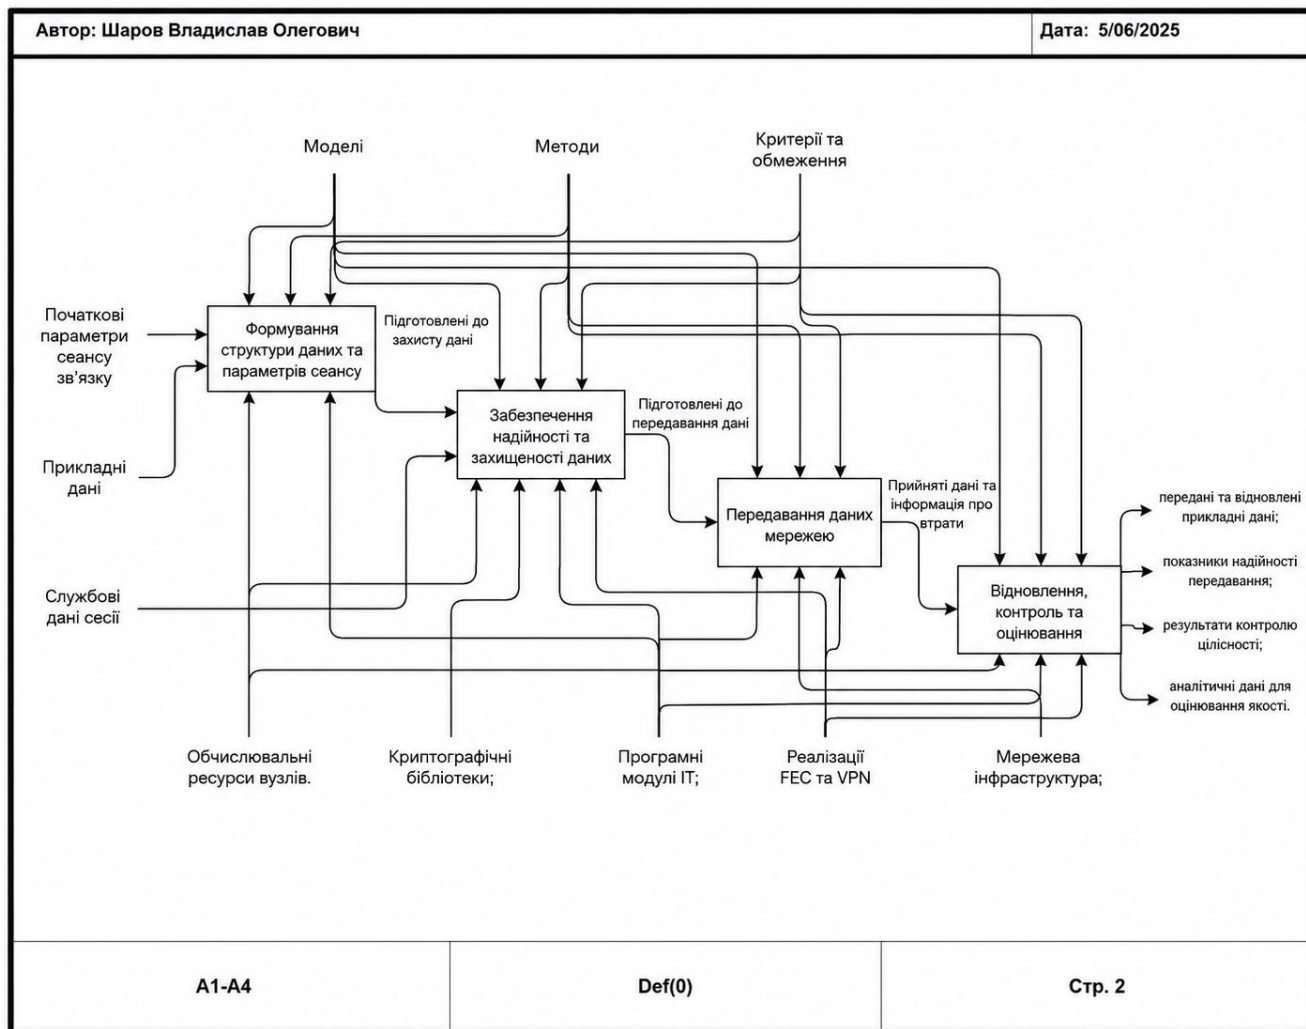 Автор: Шаров Владислав Олегович
Дата: 5/06/2025
Моделі
Методи
Критерії та
обмеження
Початкові
параметри
сеансу
зв'язку
Формування
структури даних та
параметрів сеансу
Підготовлені до
захисту дані
Прикладні
дані
Забезпечення
надійності та
захищеності даних
Підготовлені до
передавання дані
Передавання даних
мережею
Прийняті дані та
інформація про
втрати
передані та відновлені
прикладні дані;
Службові
дані сесії
Відновлення,
контроль та
оцінювання
показники надійності
передавання;
результати контролю
цілісності;
аналітичні дані для
оцінювання якості.
Обчислювальні
ресурси вузлів.
Криптографічні
бібліотеки;
Програмні
модулі ІТ;
Реалізації
FEC та VPN
Мережева
інфраструктура;
A1-A4
Def(0)
Стр. 2